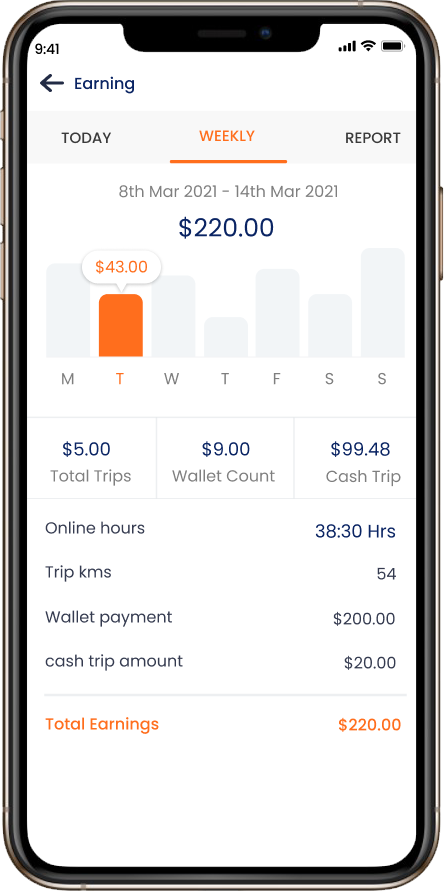 9:41
Earning
TODAY WEEKLY REPORT
8th Mar 2021 - 14th Mar 2021
$220.00
$43.00
M T W T F S S
$5.00 $9.00 $99.48
Total Trips Wallet Count Cash Trip
Online hours 38:30 Hrs
Trip kms 54
Wallet payment $200.00
cash trip amount $20.00
Total Earnings $220.00